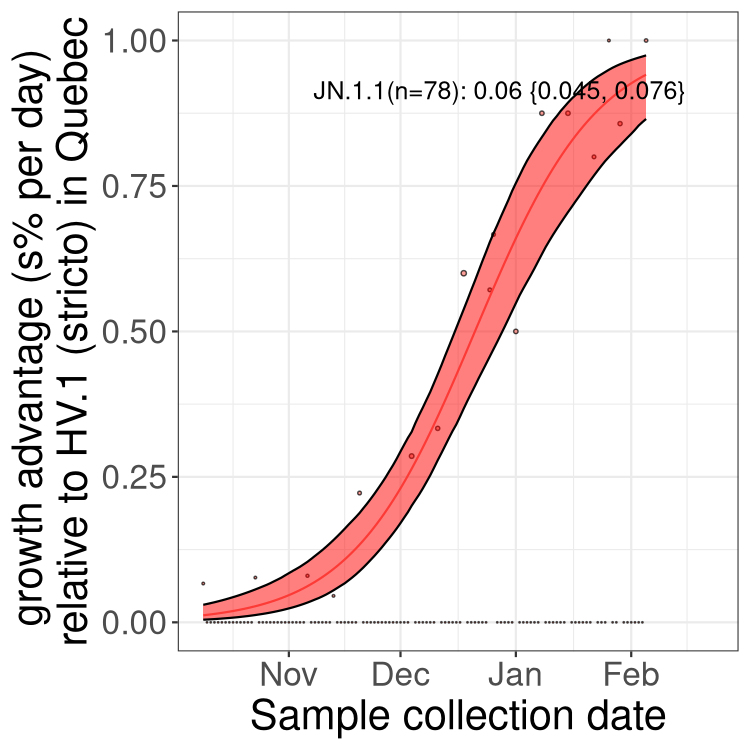 growth advantage (s% per day)
relative to HV.1 (stricto) in Quebec
1.00
0.75
0.50
0.25
0.00
JN.1.1(n=78): 0.06 {0.045, 0.076}
Nov Dec Jan Feb
Sample collection date